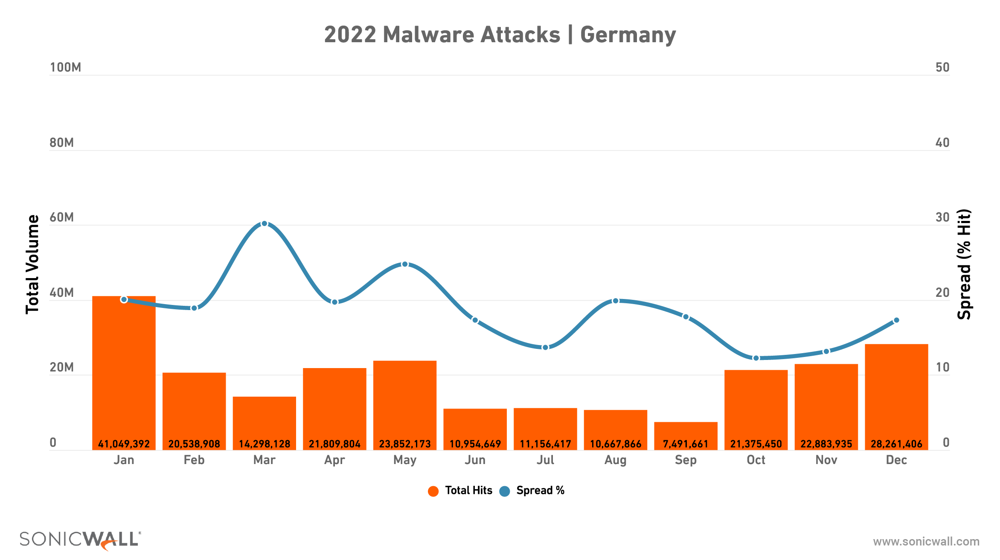 2022 Malware Attacks | Germany
100M
50
80M
40
60M
30
40M
20
20M
10
0
0
Total Volume
Spread (% Hit)
41,049,392
20,538,908
14,298,128
21,809,804
23,852,173
10,954,649
11,156,417
10,667,866
7,491,661
21,375,450
22,883,935
28,261,406
Jan
Feb
Mar
Apr
May
Jun
Jul
Aug
Sep
Oct
Nov
Dec
Total Hits
Spread %
SONICWALL®
www.sonicwall.com